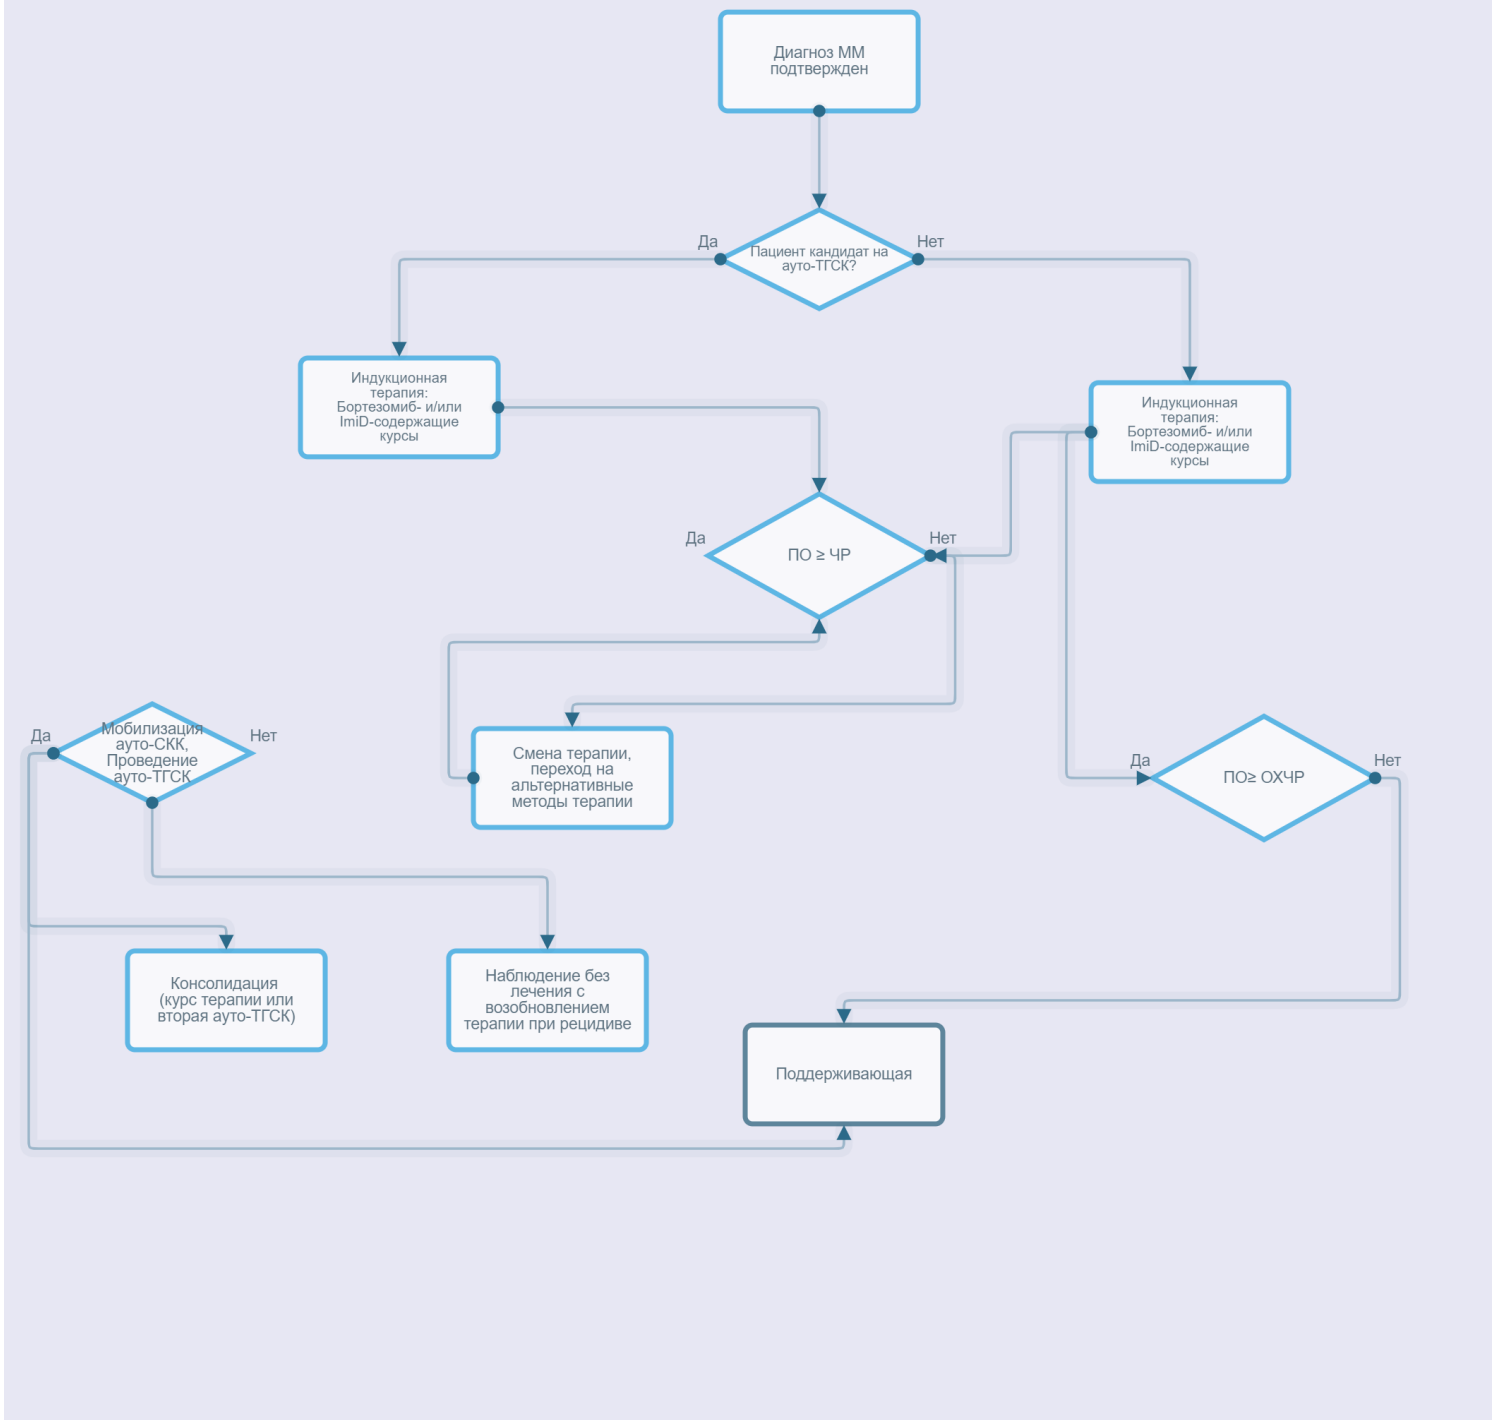 Диагноз ММ
подтвержден
Да
Нет
Пациент кандидат на
ауто-ТГСК?
Индукционная
терапия:
Бортезомиб- и/или
ImiD-содержащие
курсы
Индукционная
терапия:
Бортезомиб- и/или
ImiD-содержащие
курсы
Да
Нет
ПО ≥ ЧР
Да
Нет
Мобилизация
ауто-СКК,
Проведение
ауто-ТГСК
Смена терапии,
переход на
альтернативные
методы терапии
Да
Нет
ПО≥ ОХЧР
Консолидация
(курс терапии или
вторая ауто-ТГСК)
Наблюдение без
лечения с
возобновлением
терапии при рецидиве
Поддерживающая